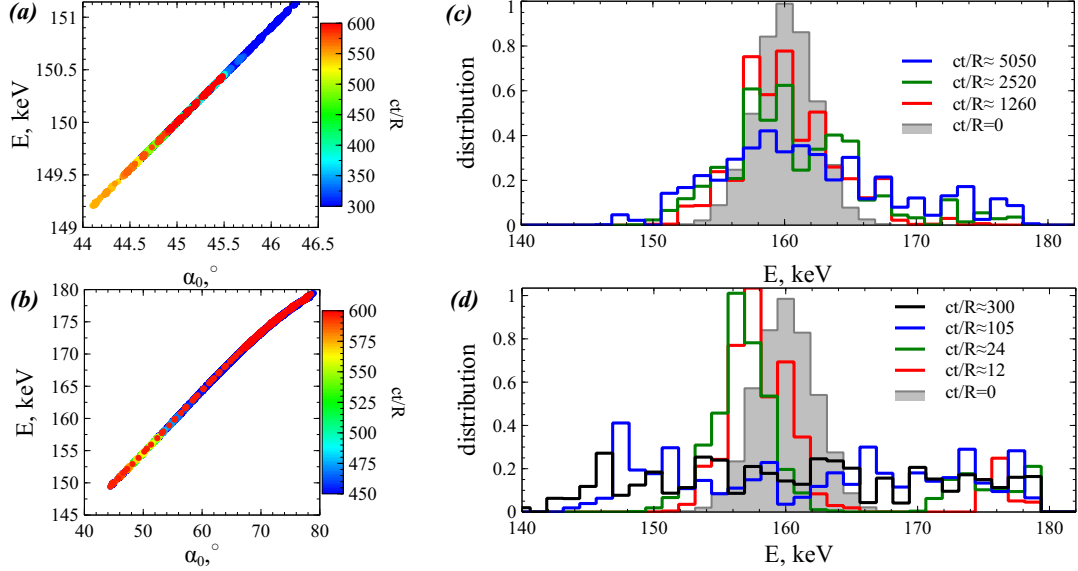 (a)
151
150.5
150
149.5
149
E, keV
44
44.5
45
45.5
46
46.5
α₀,°
600
550
500
450
400
350
300
ct/R
(b)
180
175
170
165
160
155
150
145
E, keV
40
50
60
70
80
α₀,°
600
550
500
450
ct/R
(c)
1
0.8
0.6
0.4
0.2
0
distribution
ct/R≈ 5050
ct/R≈ 2520
ct/R≈ 1260
ct/R=0
140
150
160
170
180
E, keV
(d)
1
0.8
0.6
0.4
0.2
0
distribution
ct/R≈300
ct/R≈105
ct/R≈24
ct/R≈12
ct/R=0
140
150
160
170
180
E, keV